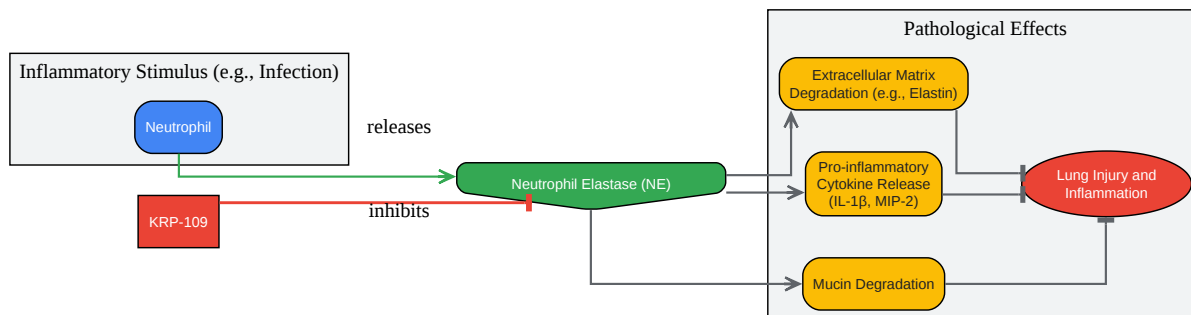 Pathological Effects
Inflammatory Stimulus (e.g., Infection)
Neutrophil
releases
Neutrophil Elastase (NE)
KRP-109
inhibits
Extracellular Matrix
Degradation (e.g., Elastin)
Pro-inflammatory
Cytokine Release
(IL-1β, MIP-2)
Mucin Degradation
Lung Injury and
Inflammation